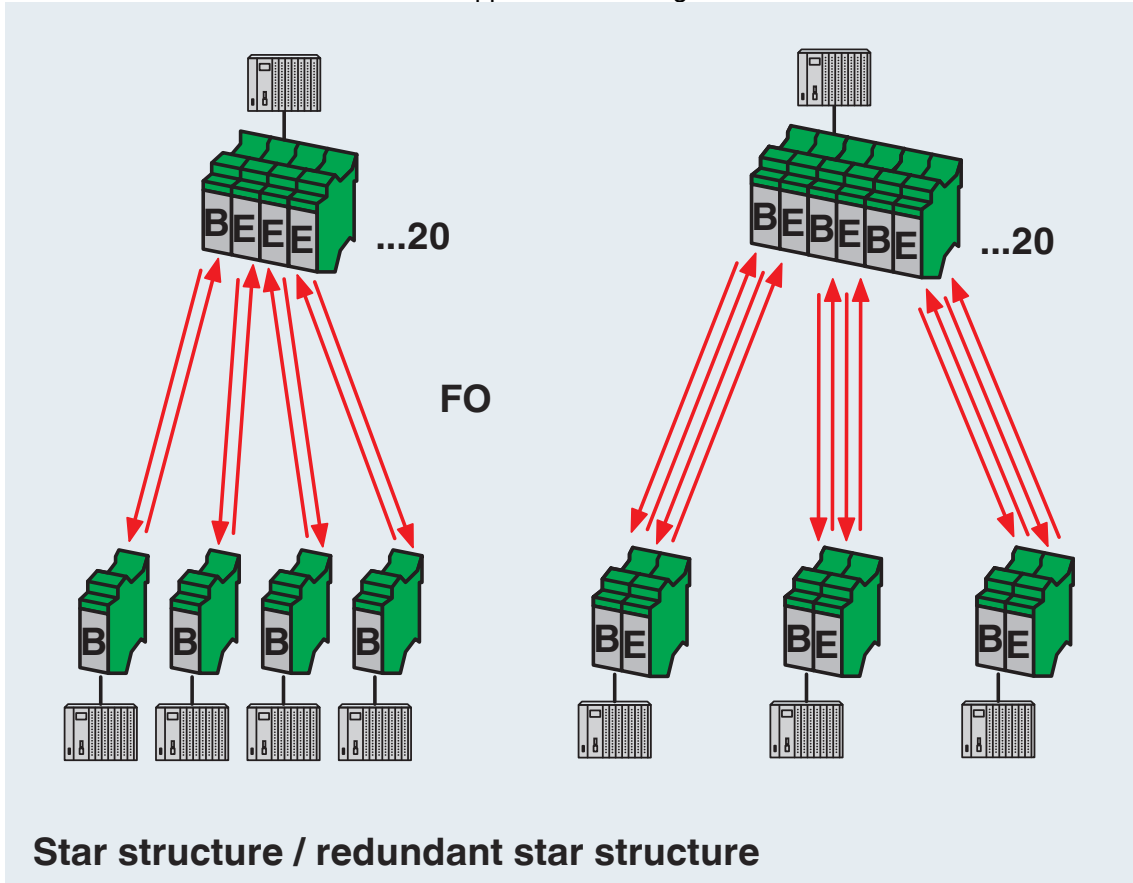 BEEE
...20
BEBEBE
...20
FO
B
B
B
B
BE
BE
BE
Star structure / redundant star structure